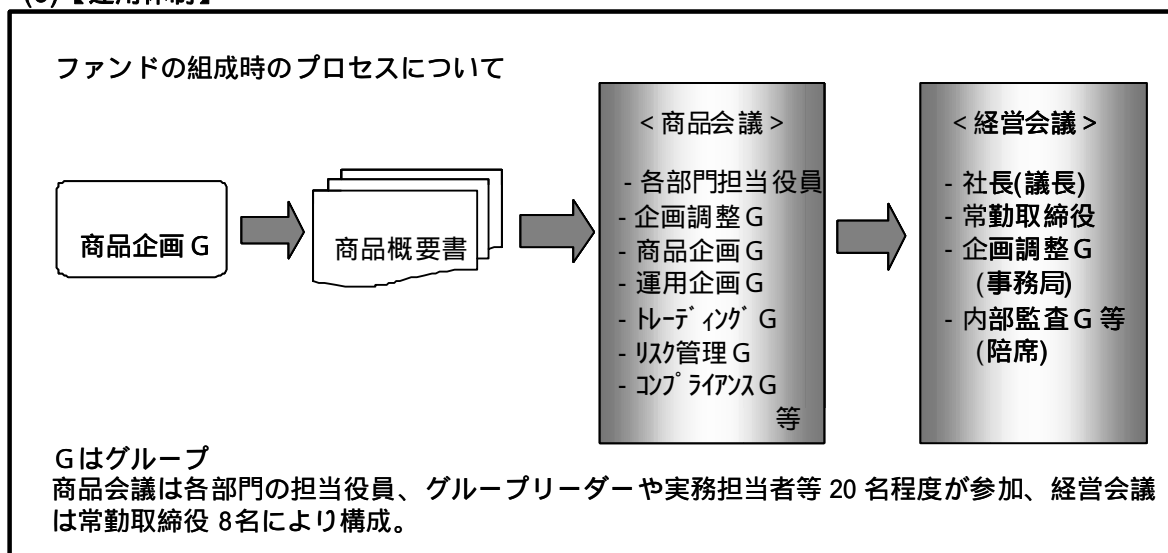 (3)【運用体制】
ファンドの組成時のプロセスについて
商品企画G
商品概要書
<商品会議>
- 各部門担当役員
- 企画調整G
- 商品企画G
- 運用企画G
- ﾄﾚｰﾃﾞｨﾝｸﾞG
- ﾘｽｸ管理G
- ｺﾝﾌﾟﾗｲｱﾝｽG
等
<経営会議>
- 社長(議長)
- 常勤取締役
- 企画調整G
(事務局)
- 内部監査G 等
(陪席)
Gはグループ
商品会議は各部門の担当役員、グループリーダーや実務担当者等 20 名程度が参加、経営会議
は常勤取締役 8名により構成。